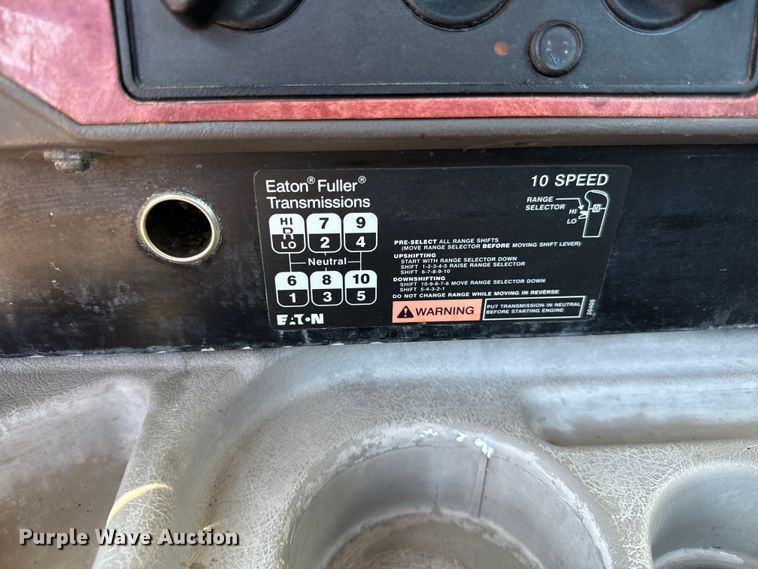 Eaton® Fuller®
Transmissions
10 SPEED
RANGE
SELECTOR
HI
LO
HI 7 9
R
LO 2 4
Neutral
6 8 10
1 3 5
EATON
PRE-SELECT ALL RANGE SHIFTS
(MOVE RANGE SELECTOR BEFORE MOVING SHIFT LEVER)
UPSHIFTING
START WITH RANGE SELECTOR DOWN
SHIFT 1-2-3-4-5 RAISE RANGE SELECTOR
SHIFT 6-7-8-9-10
DOWNSHIFTING
SHIFT 10-9-8-7-6 MOVE RANGE SELECTOR DOWN
SHIFT 5-4-3-2-1
DO NOT CHANGE RANGE WHILE MOVING IN REVERSE
WARNING
PUT TRANSMISSION IN NEUTRAL
BEFORE STARTING ENGINE
Purple Wave Auction